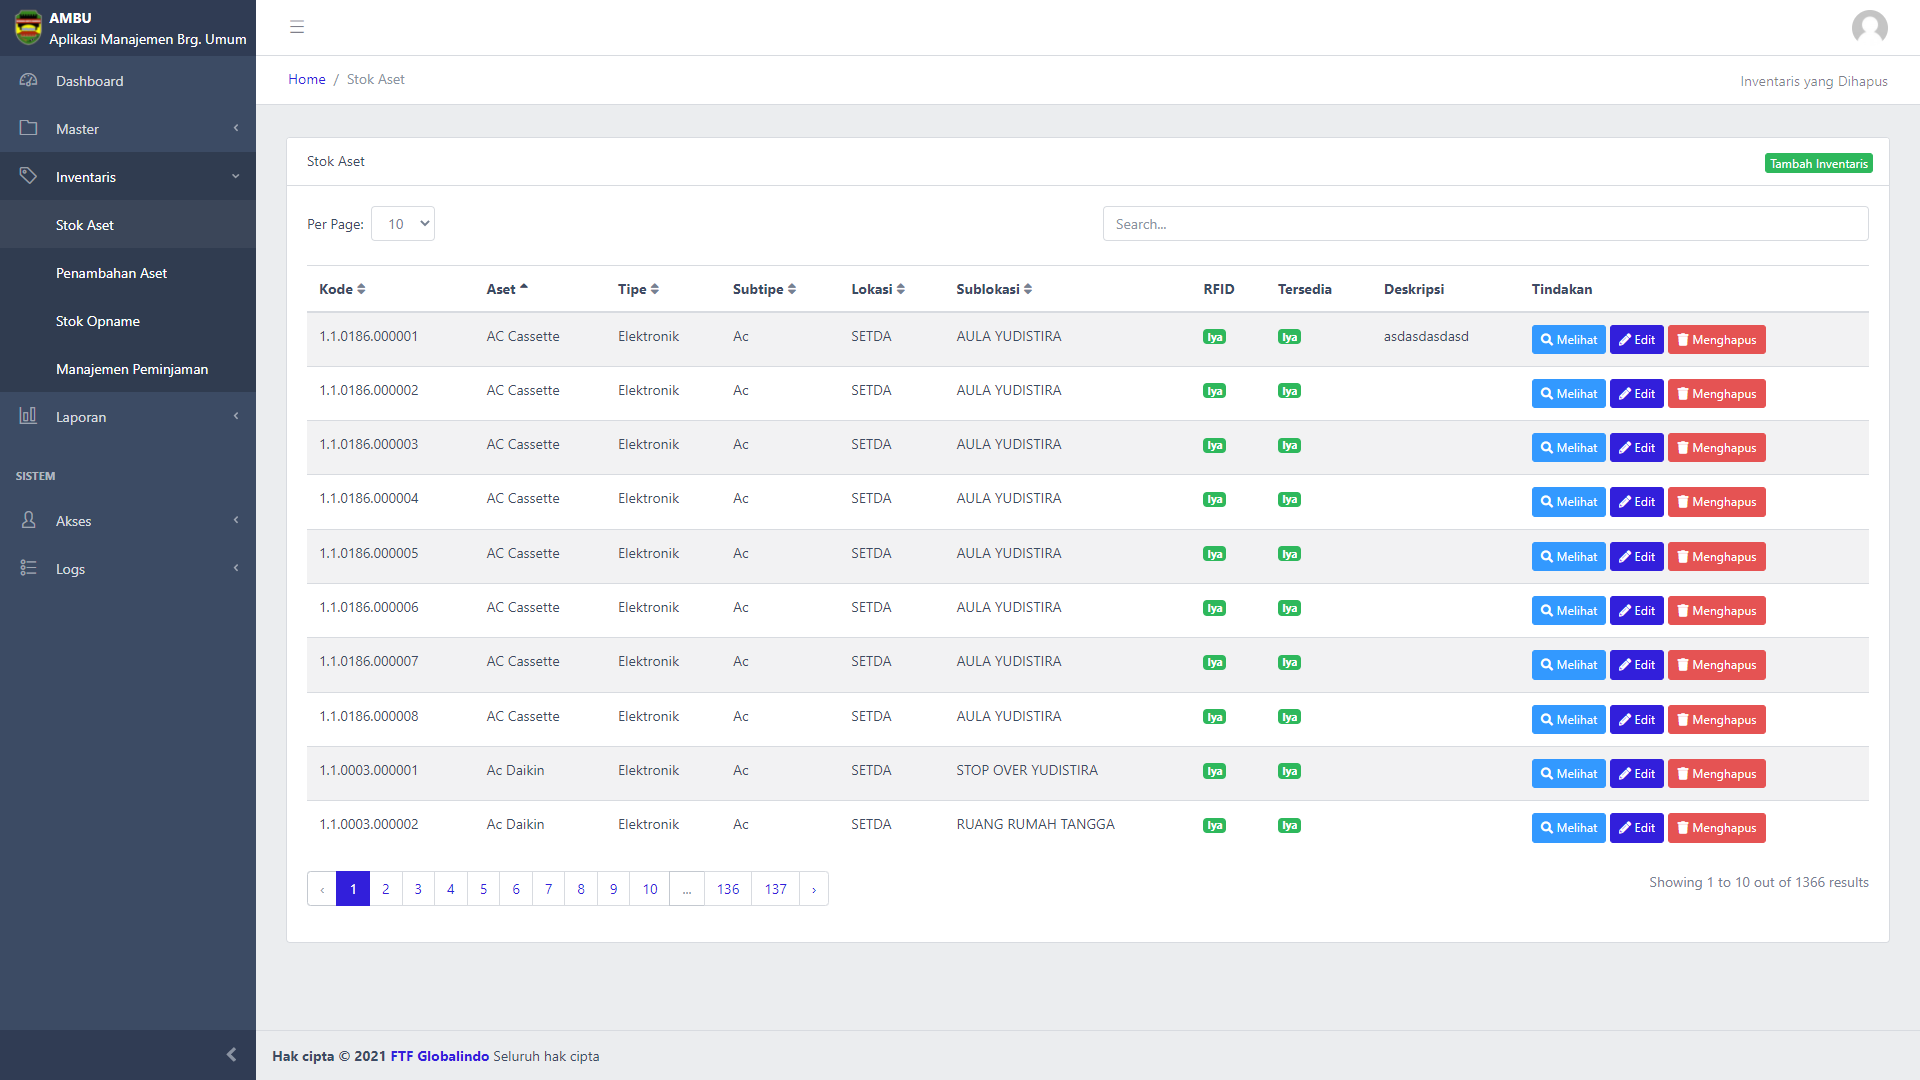 AMBU
Aplikasi Manajemen Brg. Umum
Dashboard
Master
Inventaris
Stok Aset
Penambahan Aset
Stok Opname
Manajemen Peminjaman
Laporan
SISTEM
Akses
Logs
Home / Stok Aset
Inventaris yang Dihapus
Stok Aset
Tambah Inventaris
Per Page: 10
Search...
Kode Aset Tipe Subtipe Lokasi Sublokasi RFID Tersedia Deskripsi Tindakan
1.1.0186.000001 AC Cassette Elektronik Ac SETDA AULA YUDISTIRA Iya Iya asdasdasdasd Melihat Edit Menghapus
1.1.0186.000002 AC Cassette Elektronik Ac SETDA AULA YUDISTIRA Iya Iya Melihat Edit Menghapus
1.1.0186.000003 AC Cassette Elektronik Ac SETDA AULA YUDISTIRA Iya Iya Melihat Edit Menghapus
1.1.0186.000004 AC Cassette Elektronik Ac SETDA AULA YUDISTIRA Iya Iya Melihat Edit Menghapus
1.1.0186.000005 AC Cassette Elektronik Ac SETDA AULA YUDISTIRA Iya Iya Melihat Edit Menghapus
1.1.0186.000006 AC Cassette Elektronik Ac SETDA AULA YUDISTIRA Iya Iya Melihat Edit Menghapus
1.1.0186.000007 AC Cassette Elektronik Ac SETDA AULA YUDISTIRA Iya Iya Melihat Edit Menghapus
1.1.0186.000008 AC Cassette Elektronik Ac SETDA AULA YUDISTIRA Iya Iya Melihat Edit Menghapus
1.1.0003.000001 Ac Daikin Elektronik Ac SETDA STOP OVER YUDISTIRA Iya Iya Melihat Edit Menghapus
1.1.0003.000002 Ac Daikin Elektronik Ac SETDA RUANG RUMAH TANGGA Iya Iya Melihat Edit Menghapus
‹ 1 2 3 4 5 6 7 8 9 10 ... 136 137 ›
Showing 1 to 10 out of 1366 results
Hak cipta © 2021 FTF Globalindo Seluruh hak cipta